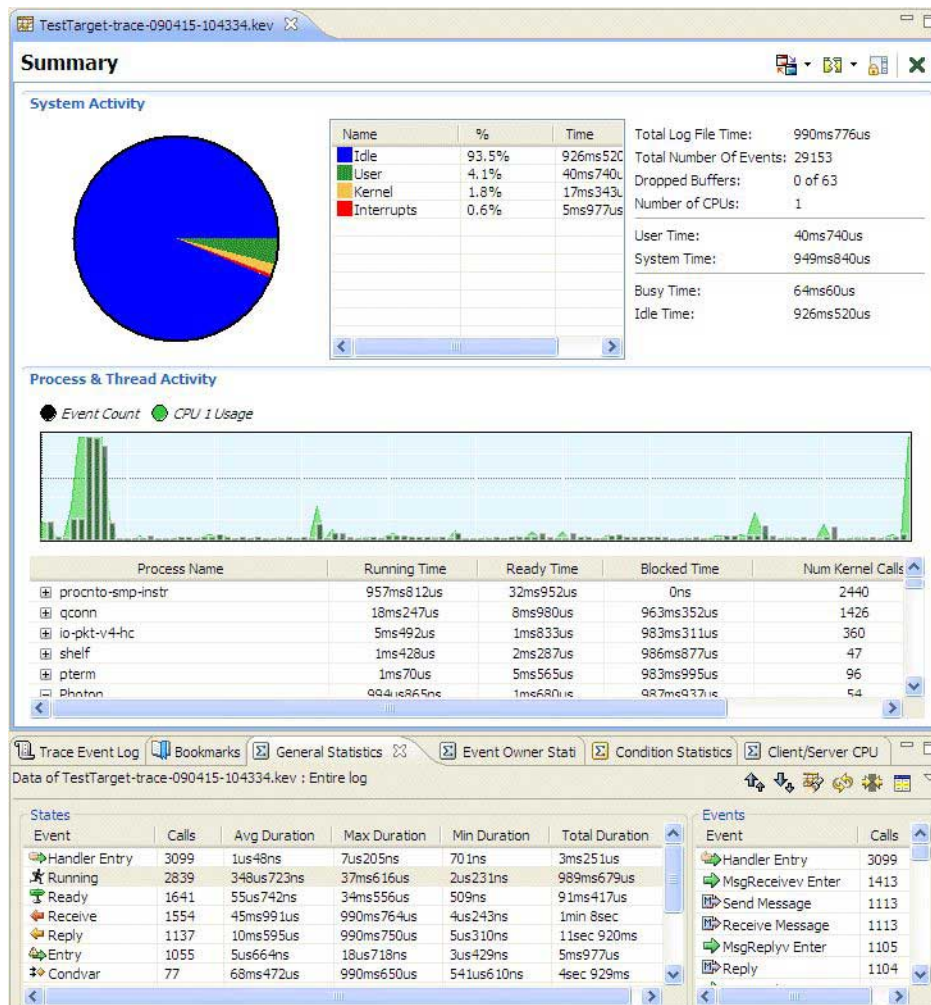 TestTarget-trace-090415-104334.kev
Summary
System Activity
Name % Time
Idle 93.5% 926ms520
User 4.1% 40ms740u
Kernel 1.8% 17ms343u
Interrupts 0.6% 5ms977us
Total Log File Time: 990ms776us
Total Number Of Events: 29153
Dropped Buffers: 0 of 63
Number of CPUs: 1
User Time: 40ms740us
System Time: 949ms840us
Busy Time: 64ms60us
Idle Time: 926ms520us
Process & Thread Activity
Event Count CPU 1 Usage
Process Name Running Time Ready Time Blocked Time Num Kernel Calls
procnto-smp-instr 957ms812us 32ms952us 0ns 2440
qconn 18ms247us 8ms980us 963ms352us 1426
io-pkt-v4-hc 5ms492us 1ms833us 983ms311us 360
shelf 1ms428us 2ms287us 986ms877us 47
pterm 1ms70us 5ms565us 983ms995us 96
Photon 994us865ns 1ms680us 987ms937us 54
Trace Event Log Bookmarks General Statistics Event Owner Stati Condition Statistics Client/Server CPU
Data of TestTarget-trace-090415-104334.kev : Entire log
States
Event Calls Avg Duration Max Duration Min Duration Total Duration
Handler Entry 3099 1us48ns 7us205ns 701ns 3ms251us
Running 2839 348us723ns 37ms616us 2us231ns 989ms679us
Ready 1641 55us742ns 34ms556us 509ns 91ms417us
Receive 1554 45ms991us 990ms764us 4us243ns 1min 8sec
Reply 1137 10ms595us 990ms750us 5us310ns 11sec 920ms
Entry 1055 5us664ns 18us718ns 3us429ns 5ms977us
Condvar 77 68ms472us 990ms650us 541us610ns 4sec 929ms
Events
Event Calls
Handler Entry 3099
MsgReceivev Enter 1413
Send Message 1113
Receive Message 1113
MsgReplyv Enter 1105
Reply 1104